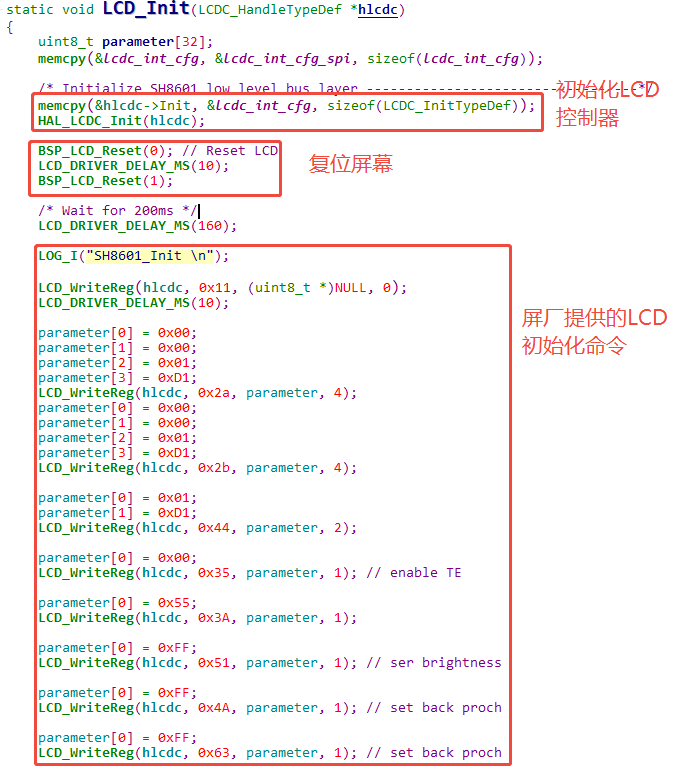 static void LCD_Init(LCDC_HandleTypeDef *hlcdc)
{
uint8_t parameter[32];
memcpy(&lcdc_int_cfg, &lcdc_int_cfg_spi, sizeof(lcdc_int_cfg));
/* Initialize SH8601 low level bus layer ----------------------------------*/
memcpy(&hlcdc->Init, &lcdc_int_cfg, sizeof(LCDC_InitTypeDef));
HAL_LCDC_Init(hlcdc);
初始化LCD
控制器
BSP_LCD_Reset(0); // Reset LCD
LCD_DRIVER_DELAY_MS(10);
BSP_LCD_Reset(1);
复位屏幕
/* Wait for 200ms */
LCD_DRIVER_DELAY_MS(160);
LOG_I("SH8601_Init \n");
LCD_WriteReg(hlcdc, 0x11, (uint8_t *)NULL, 0);
LCD_DRIVER_DELAY_MS(10);
parameter[0] = 0x00;
parameter[1] = 0x00;
parameter[2] = 0x01;
parameter[3] = 0xD1;
LCD_WriteReg(hlcdc, 0x2a, parameter, 4);
parameter[0] = 0x00;
parameter[1] = 0x00;
parameter[2] = 0x01;
parameter[3] = 0xD1;
LCD_WriteReg(hlcdc, 0x2b, parameter, 4);
parameter[0] = 0x01;
parameter[1] = 0xD1;
LCD_WriteReg(hlcdc, 0x44, parameter, 2);
parameter[0] = 0x00;
LCD_WriteReg(hlcdc, 0x35, parameter, 1); // enable TE
parameter[0] = 0x55;
LCD_WriteReg(hlcdc, 0x3A, parameter, 1);
parameter[0] = 0xFF;
LCD_WriteReg(hlcdc, 0x51, parameter, 1); // ser brightness
parameter[0] = 0xFF;
LCD_WriteReg(hlcdc, 0x4A, parameter, 1); // set back proch
parameter[0] = 0xFF;
LCD_WriteReg(hlcdc, 0x63, parameter, 1); // set back proch
屏厂提供的LCD
初始化命令